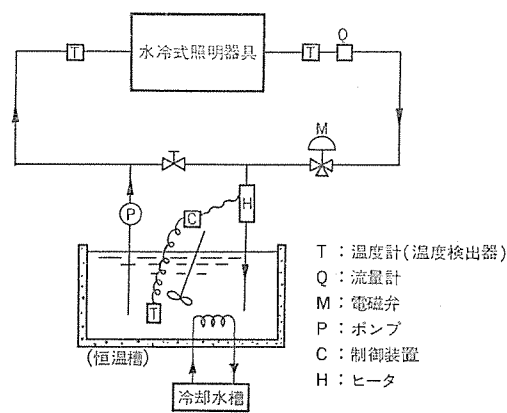 T
水冷式照明器具
T
Q
M
P
C
H
T
(恒温槽)
冷却水槽
T：温度計(温度検出器)
Q：流量計
M：電磁弁
P：ポンプ
C：制御装置
H：ヒータ